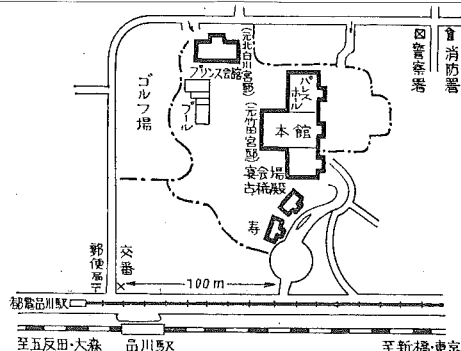 (元北白川宮邸)
プリンス会館
ゴルフ場
プール
(元竹田宮邸)
パレスホール
本館
宴会場
寿
警察署
消防署
郵便局
交番
100m
都電品川駅
至五反田・大森
品川駅
至新橋・東京